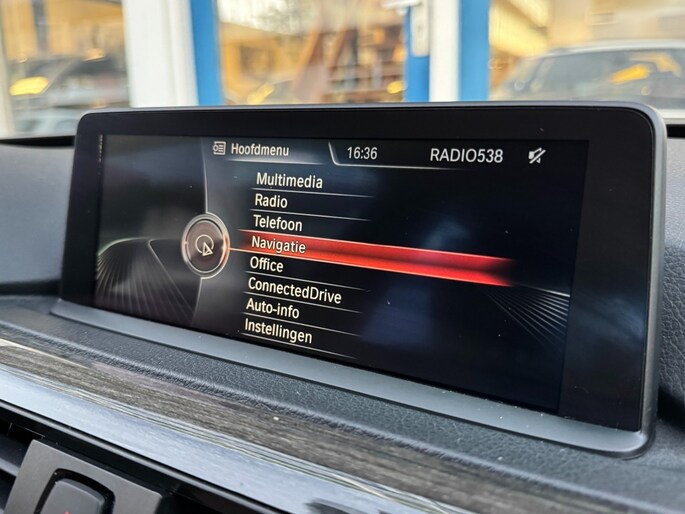 Hoofdmenu 16:36 RADIO538
Multimedia
Radio
Telefoon
Navigatie
Office
ConnectedDrive
Auto-info
Instellingen